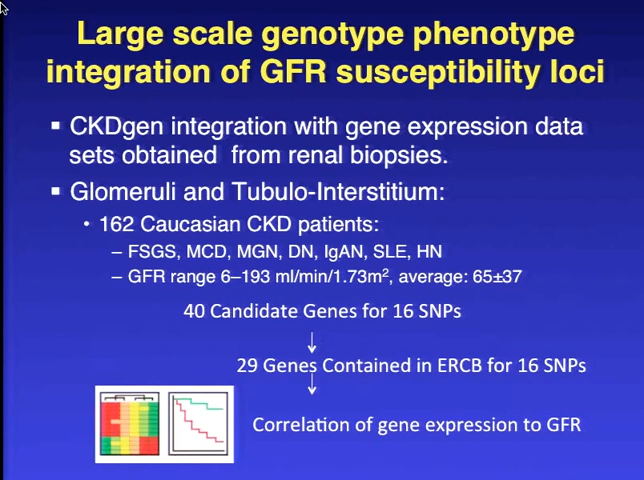 Large scale genotype phenotype
integration of GFR susceptibility loci
▪ CKDgen integration with gene expression data
sets obtained from renal biopsies.
▪ Glomeruli and Tubulo-Interstitium:
• 162 Caucasian CKD patients:
– FSGS, MCD, MGN, DN, IgAN, SLE, HN
– GFR range 6–193 ml/min/1.73m², average: 65±37
40 Candidate Genes for 16 SNPs
29 Genes Contained in ERCB for 16 SNPs
Correlation of gene expression to GFR